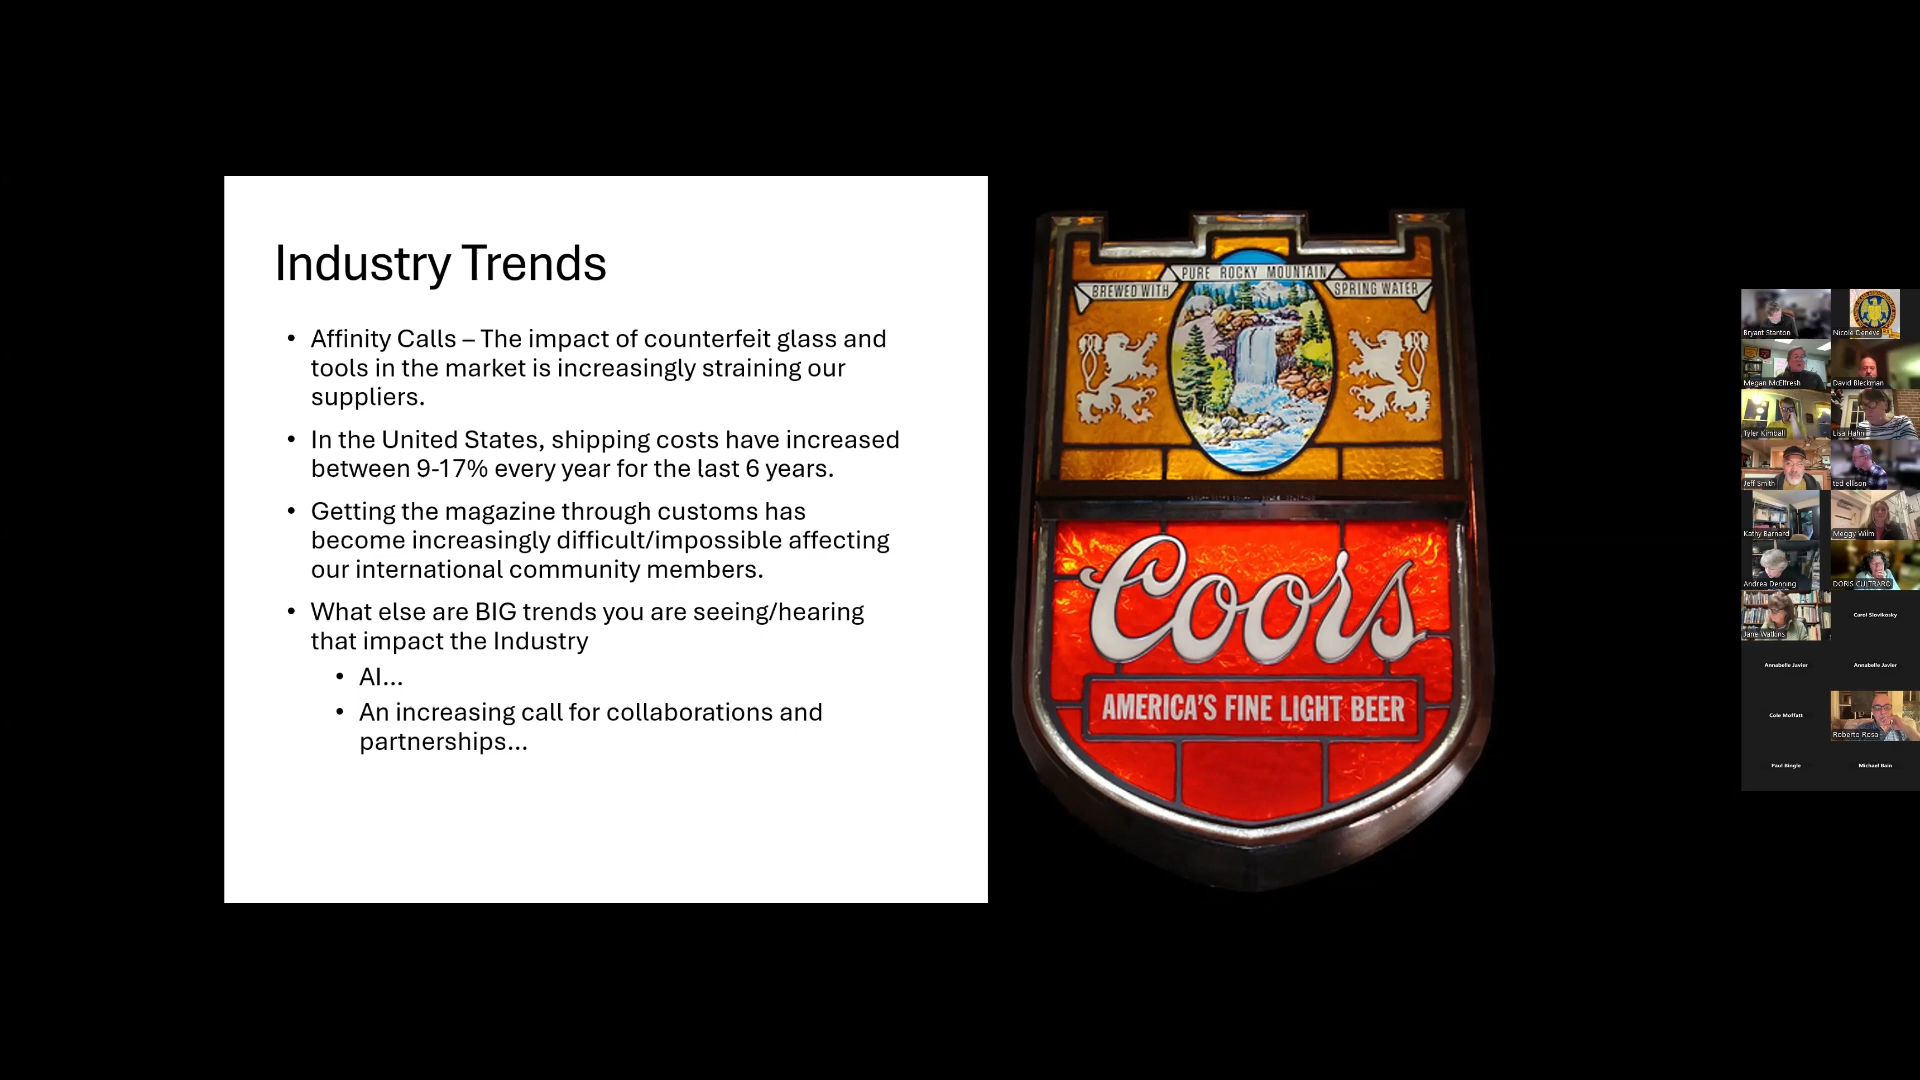 Industry Trends
• Affinity Calls – The impact of counterfeit glass and
tools in the market is increasingly straining our
suppliers.
• In the United States, shipping costs have increased
between 9-17% every year for the last 6 years.
• Getting the magazine through customs has
become increasingly difficult/impossible affecting
our international community members.
• What else are BIG trends you are seeing/hearing
that impact the Industry
• AI...
• An increasing call for collaborations and
partnerships...
PURE ROCKY MOUNTAIN
BREWED WITH
SPRING WATER
Coors
AMERICA'S FINE LIGHT BEER
Bryant Stanton
Nicole Deneve
Megan McElfresh
David Bleckman
Tyler Kimball
Lisa Hahn
Jeff Smith
ted ellison
Kathy Barnard
Meggy Wilm
Andrea Denning
DORIS CULTRARO
Jane Watkins
Carol Slovikosky
Annabelle Javier
Annabelle Javier
Cole Moffatt
Roberto Rosa
Paul Bingle
Michael Bain